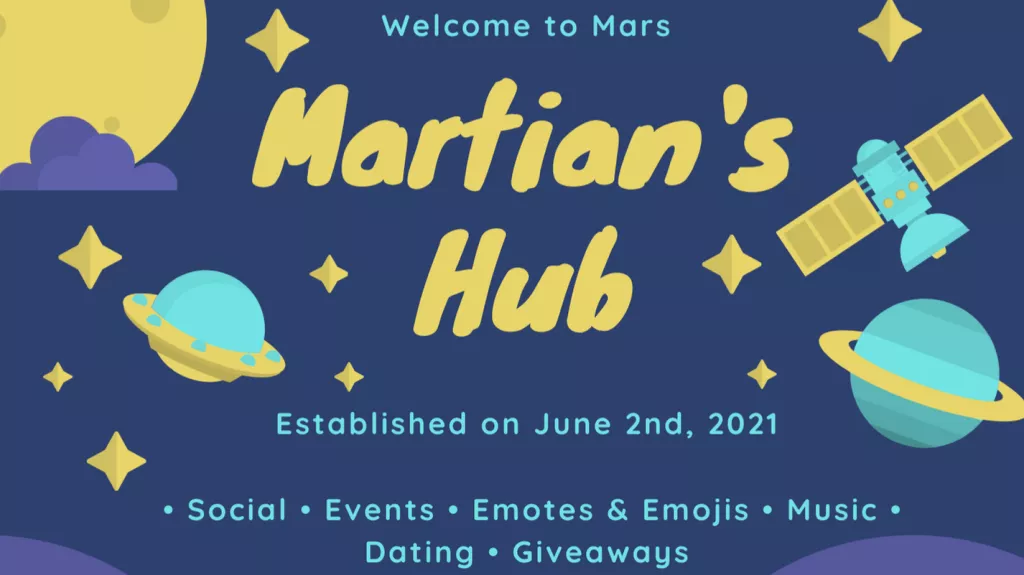 Welcome to Mars
Martian's
Hub
Established on June 2nd, 2021
• Social • Events • Emotes & Emojis • Music •
Dating • Giveaways